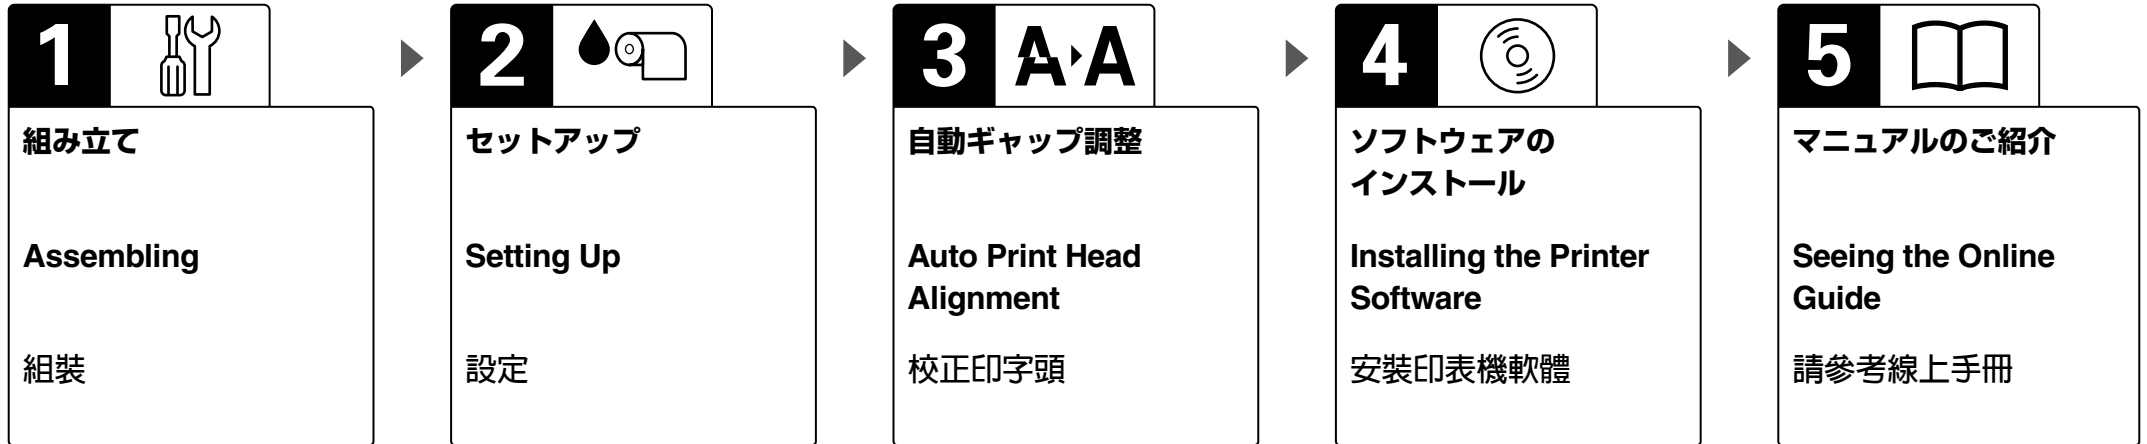 1
組み立て
Assembling
組裝
2
セットアップ
Setting Up
設定
3
A A
自動ギャップ調整
Auto Print Head
Alignment
校正印字頭
4
ソフトウェアの
インストール
Installing the Printer
Software
安裝印表機軟體
5
マニュアルのご紹介
Seeing the Online
Guide
請參考線上手冊